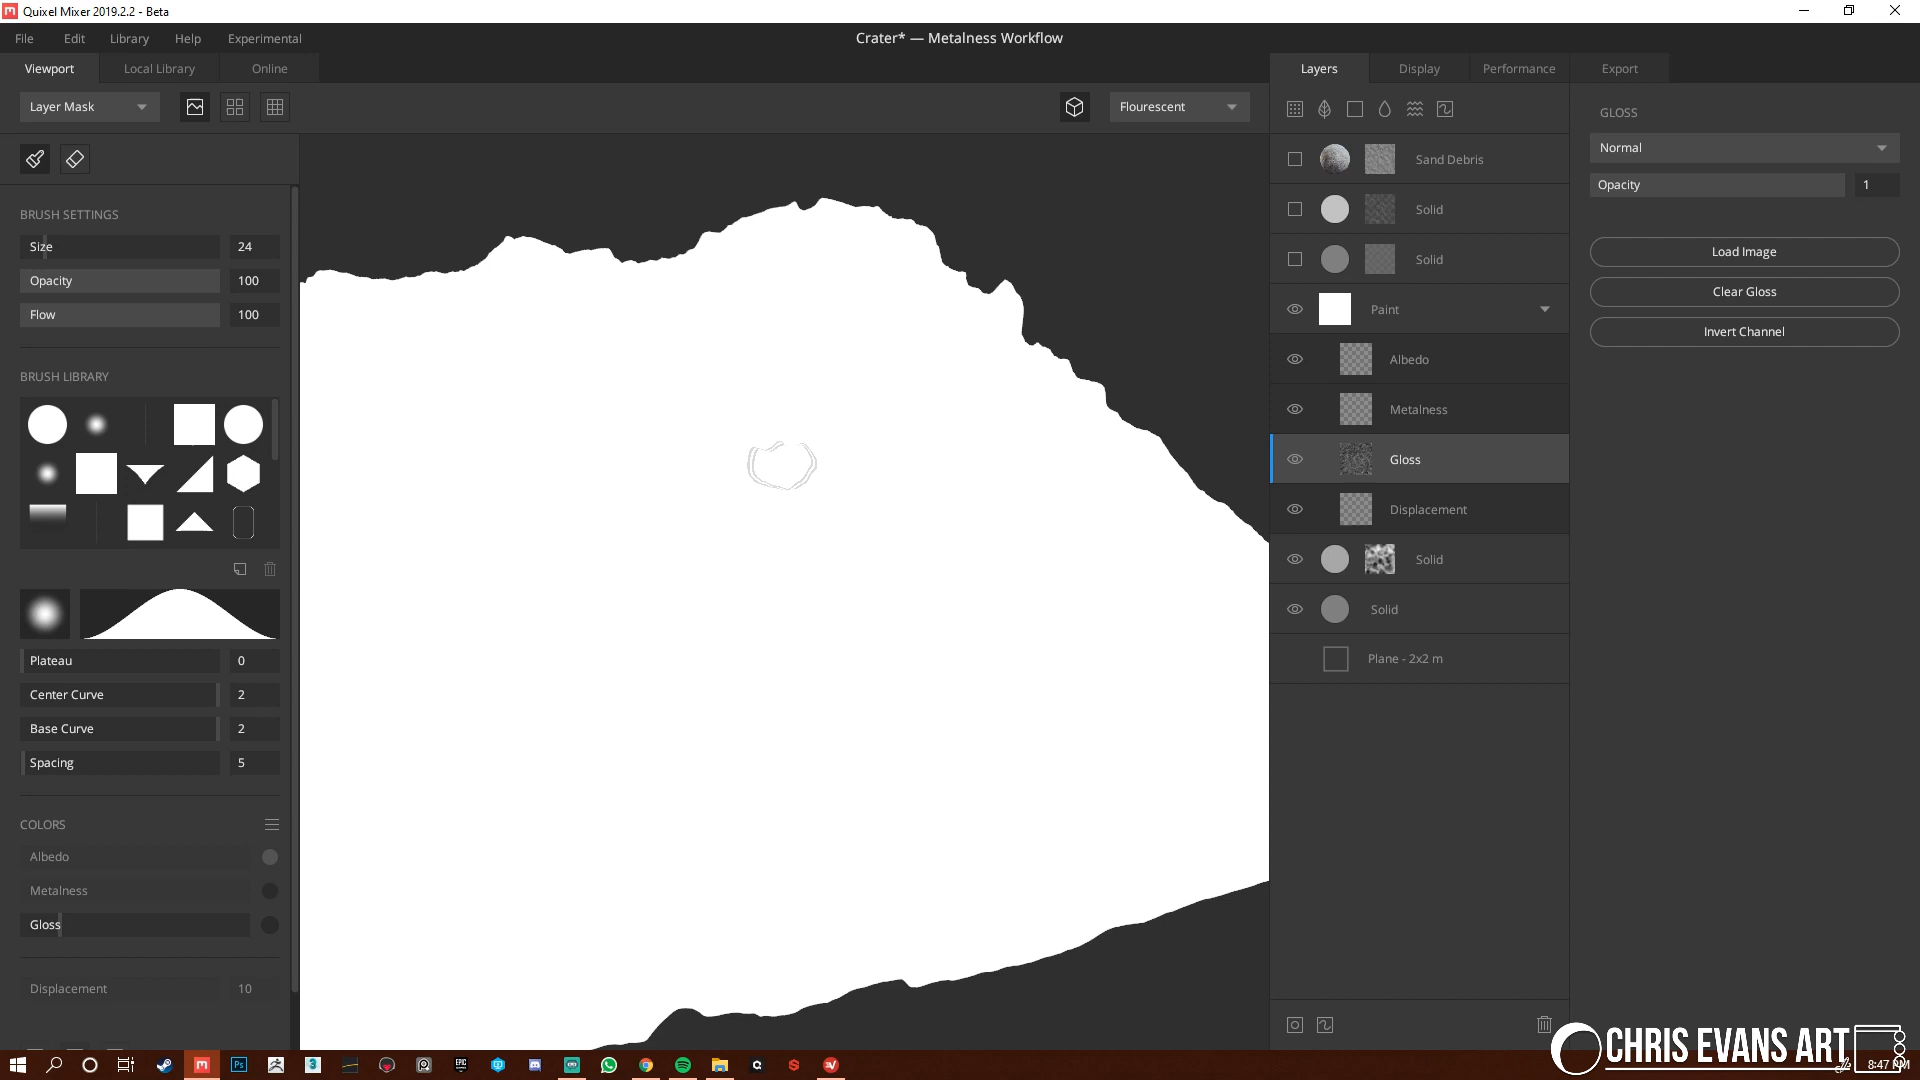 Quixel Mixer 2019.2.2 - Beta
File Edit Library Help Experimental
Crater* — Metalness Workflow
Viewport Local Library Online
Layers Display Performance Export
Layer Mask
Flourescent
BRUSH SETTINGS
Size 24
Opacity 100
Flow 100
BRUSH LIBRARY
Plateau 0
Center Curve 2
Base Curve 2
Spacing 5
COLORS
Albedo
Metalness
Gloss
Displacement 10
Sand Debris
Solid
Solid
Paint
Albedo
Metalness
Gloss
Displacement
Solid
Solid
Plane - 2x2 m
GLOSS
Normal
Opacity 1
Load Image
Clear Gloss
Invert Channel
CHRIS EVANS ART
8:47 PM